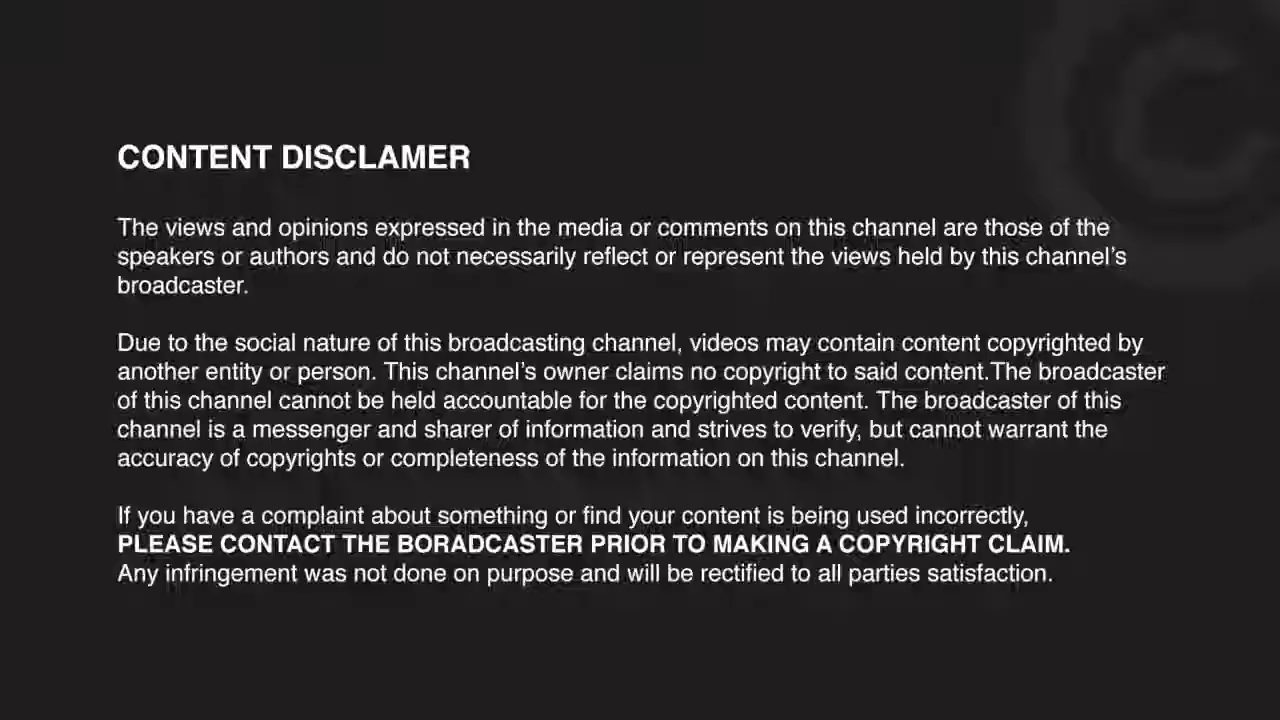 CONTENT DISCLAMER
The views and opinions expressed in the media or comments on this channel are those of the
speakers or authors and do not necessarily reflect or represent the views held by this channel's
broadcaster.
Due to the social nature of this broadcasting channel, videos may contain content copyrighted by
another entity or person. This channel's owner claims no copyright to said content.The broadcaster
of this channel cannot be held accountable for the copyrighted content. The broadcaster of this
channel is a messenger and sharer of information and strives to verify, but cannot warrant the
accuracy of copyrights or completeness of the information on this channel.
If you have a complaint about something or find your content is being used incorrectly,
PLEASE CONTACT THE BORADCASTER PRIOR TO MAKING A COPYRIGHT CLAIM.
Any infringement was not done on purpose and will be rectified to all parties satisfaction.